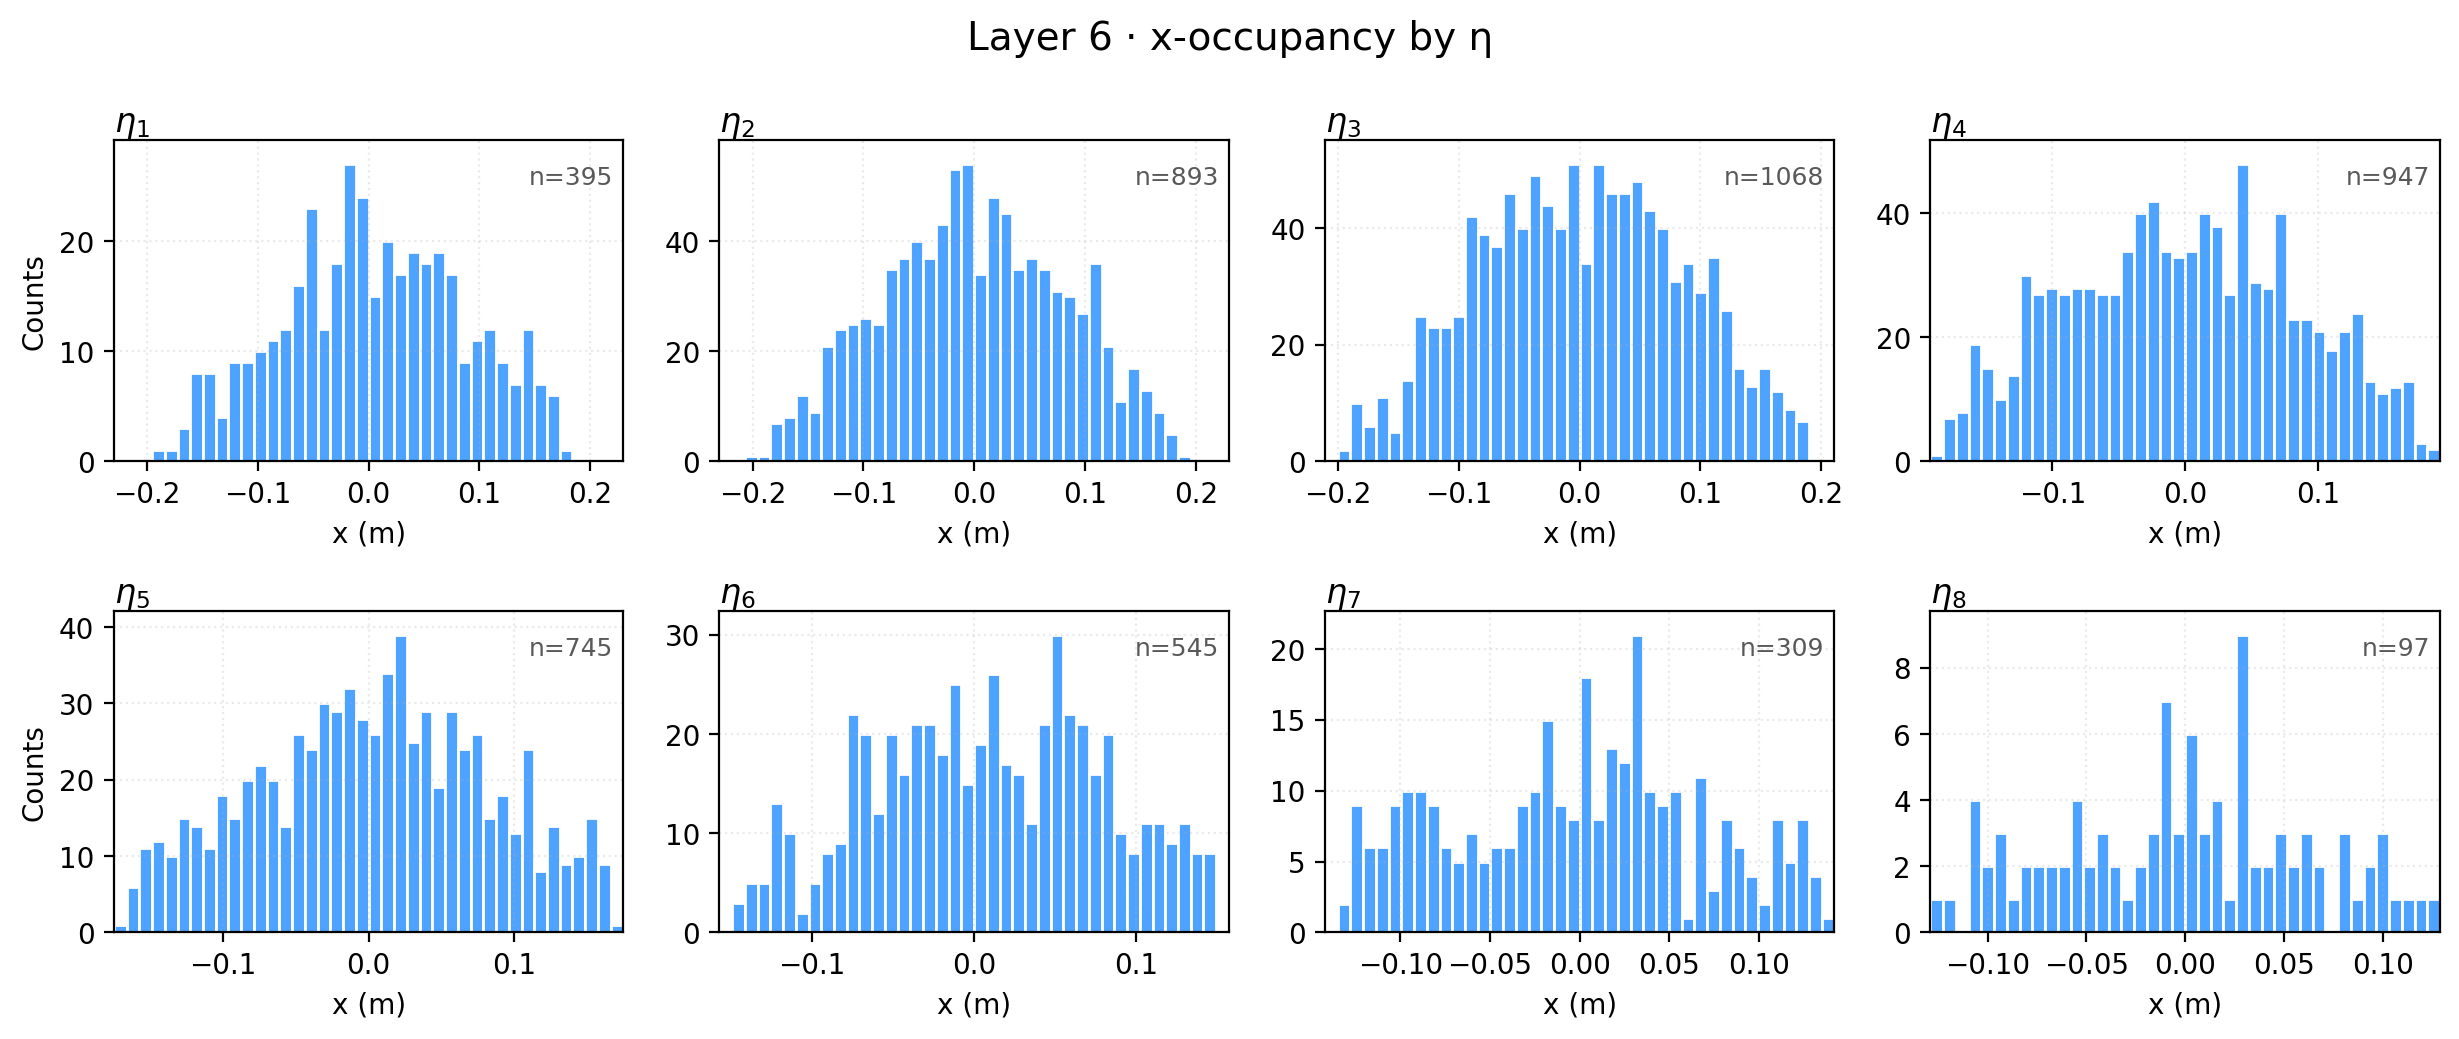 Layer 6 · x-occupancy by η
η1
n=395
Counts
20
10
0
−0.2 −0.1 0.0 0.1 0.2
x (m)
η2
n=893
40
20
0
−0.2 −0.1 0.0 0.1 0.2
x (m)
η3
n=1068
40
20
0
−0.2 −0.1 0.0 0.1 0.2
x (m)
η4
n=947
40
20
0
−0.1 0.0 0.1
x (m)
η5
n=745
Counts
40
30
20
10
0
−0.1 0.0 0.1
x (m)
η6
n=545
30
20
10
0
−0.1 0.0 0.1
x (m)
η7
n=309
20
15
10
5
0
−0.10 −0.05 0.00 0.05 0.10
x (m)
η8
n=97
8
6
4
2
0
−0.10 −0.05 0.00 0.05 0.10
x (m)